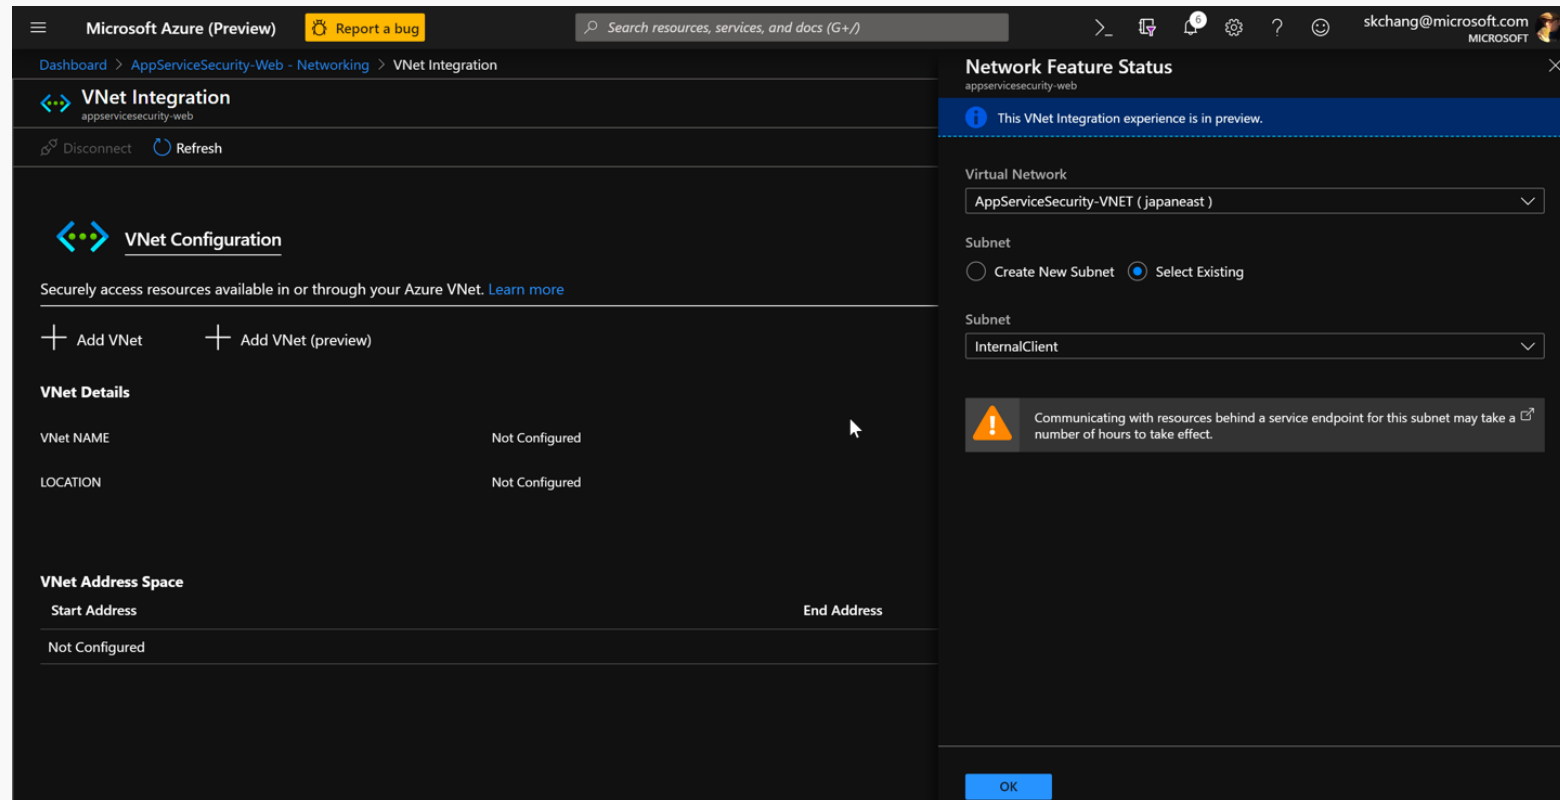 Microsoft Azure (Preview)
Report a bug
Search resources, services, and docs (G+/)
6
skchang@microsoft.com
MICROSOFT
Dashboard > AppServiceSecurity-Web - Networking > VNet Integration
VNet Integration
appservicesecurity-web
Disconnect
Refresh
VNet Configuration
Securely access resources available in or through your Azure VNet. Learn more
Add VNet
Add VNet (preview)
VNet Details
VNet NAME
Not Configured
LOCATION
Not Configured
VNet Address Space
Start Address
End Address
Not Configured
Network Feature Status
appservicesecurity-web
This VNet Integration experience is in preview.
Virtual Network
AppServiceSecurity-VNET ( japaneast )
Subnet
Create New Subnet
Select Existing
Subnet
InternalClient
Communicating with resources behind a service endpoint for this subnet may take a
number of hours to take effect.
OK